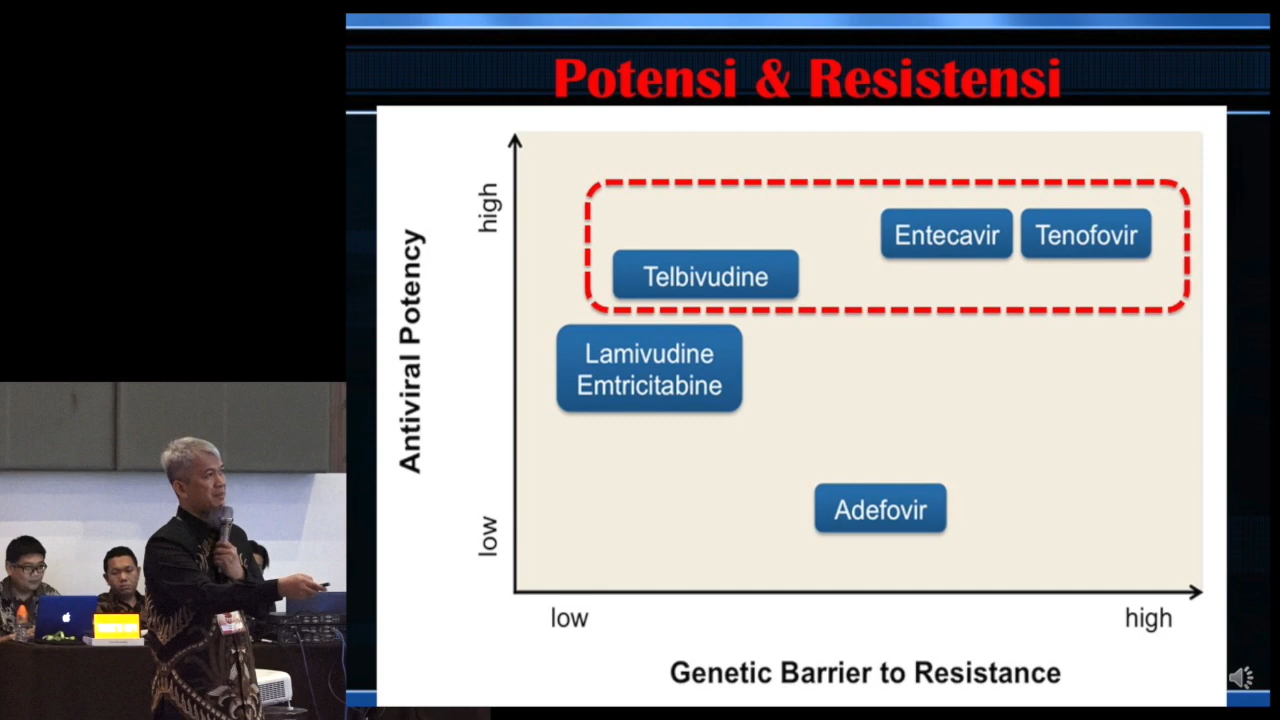 Potensi & Resistensi
high
Antiviral Potency
low
Entecavir
Tenofovir
Telbivudine
Lamivudine
Emtricitabine
Adefovir
low
high
Genetic Barrier to Resistance